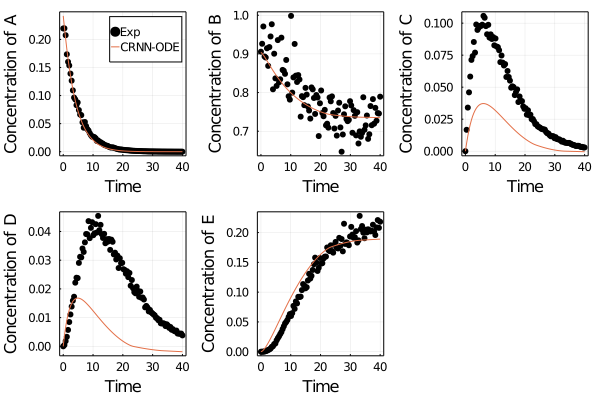 Concentration of A
0.20
0.15
0.10
0.05
0.00
0 10 20 30 40
Time
Exp
CRNN-ODE
Concentration of B
1.0
0.9
0.8
0.7
0 10 20 30 40
Time
Concentration of C
0.100
0.075
0.050
0.025
0.000
0 10 20 30 40
Time
Concentration of D
0.04
0.03
0.02
0.01
0.00
0 10 20 30 40
Time
Concentration of E
0.20
0.15
0.10
0.05
0.00
0 10 20 30 40
Time